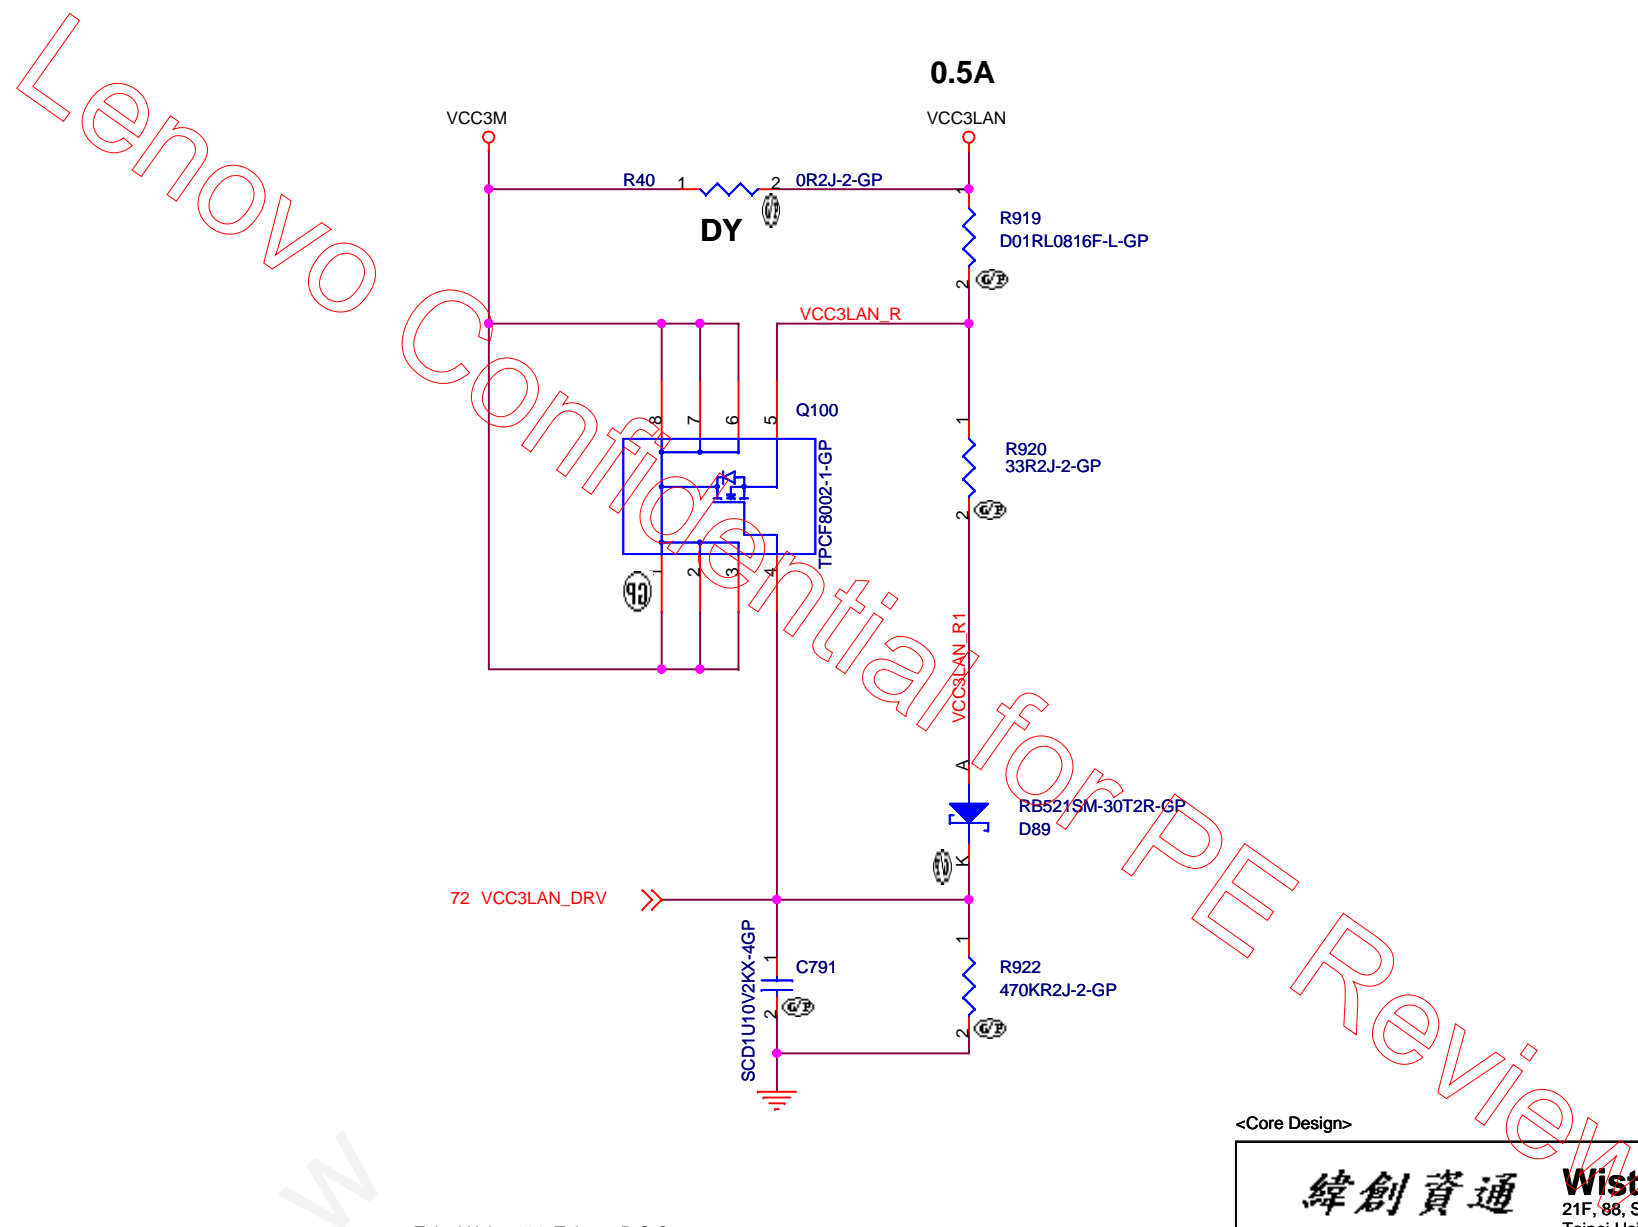 0.5A
VCC3M
VCC3LAN
R40
1
2
0R2J-2-GP
DY
G/P
1
R919
D01RL0816F-L-GP
2
G/P
VCC3LAN_R
8
7
6
5
Q100
TPCF8002-1-GP
1
2
3
4
GP
1
R920
33R2J-2-GP
2
G/P
VCC3LAN_R1
A
RB521SM-30T2R-GP
D89
K
72 VCC3LAN_DRV
SCD1U10V2KX-4GP
1
C791
2
G/P
1
R922
470KR2J-2-GP
2
G/P
Lenovo Confidential for PE Review
<Core Design>
緯創資通
Wist
21F, 88, S
w